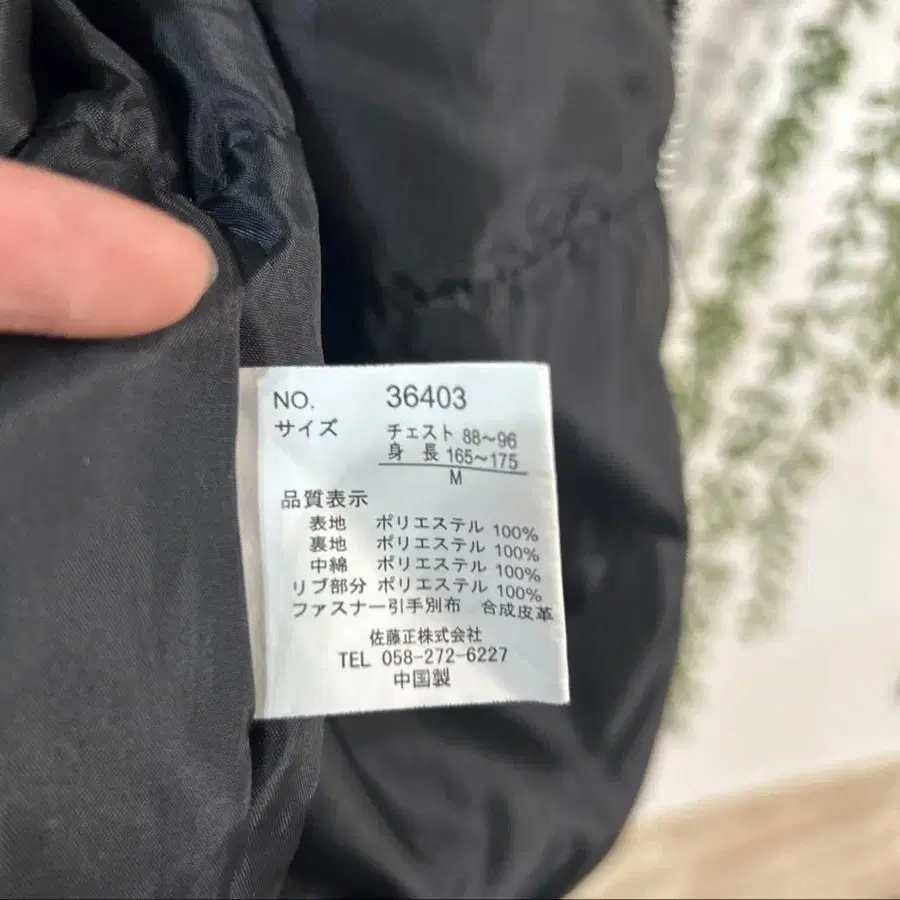 NO. 36403
サイズ チェスト 88～96
身 長 165～175
M
品質表示
表地 ポリエステル 100%
裏地 ポリエステル 100%
中綿 ポリエステル 100%
リブ部分 ポリエステル 100%
ファスナー引手別布 合成皮革
佐藤正株式会社
TEL 058-272-6227
中国製